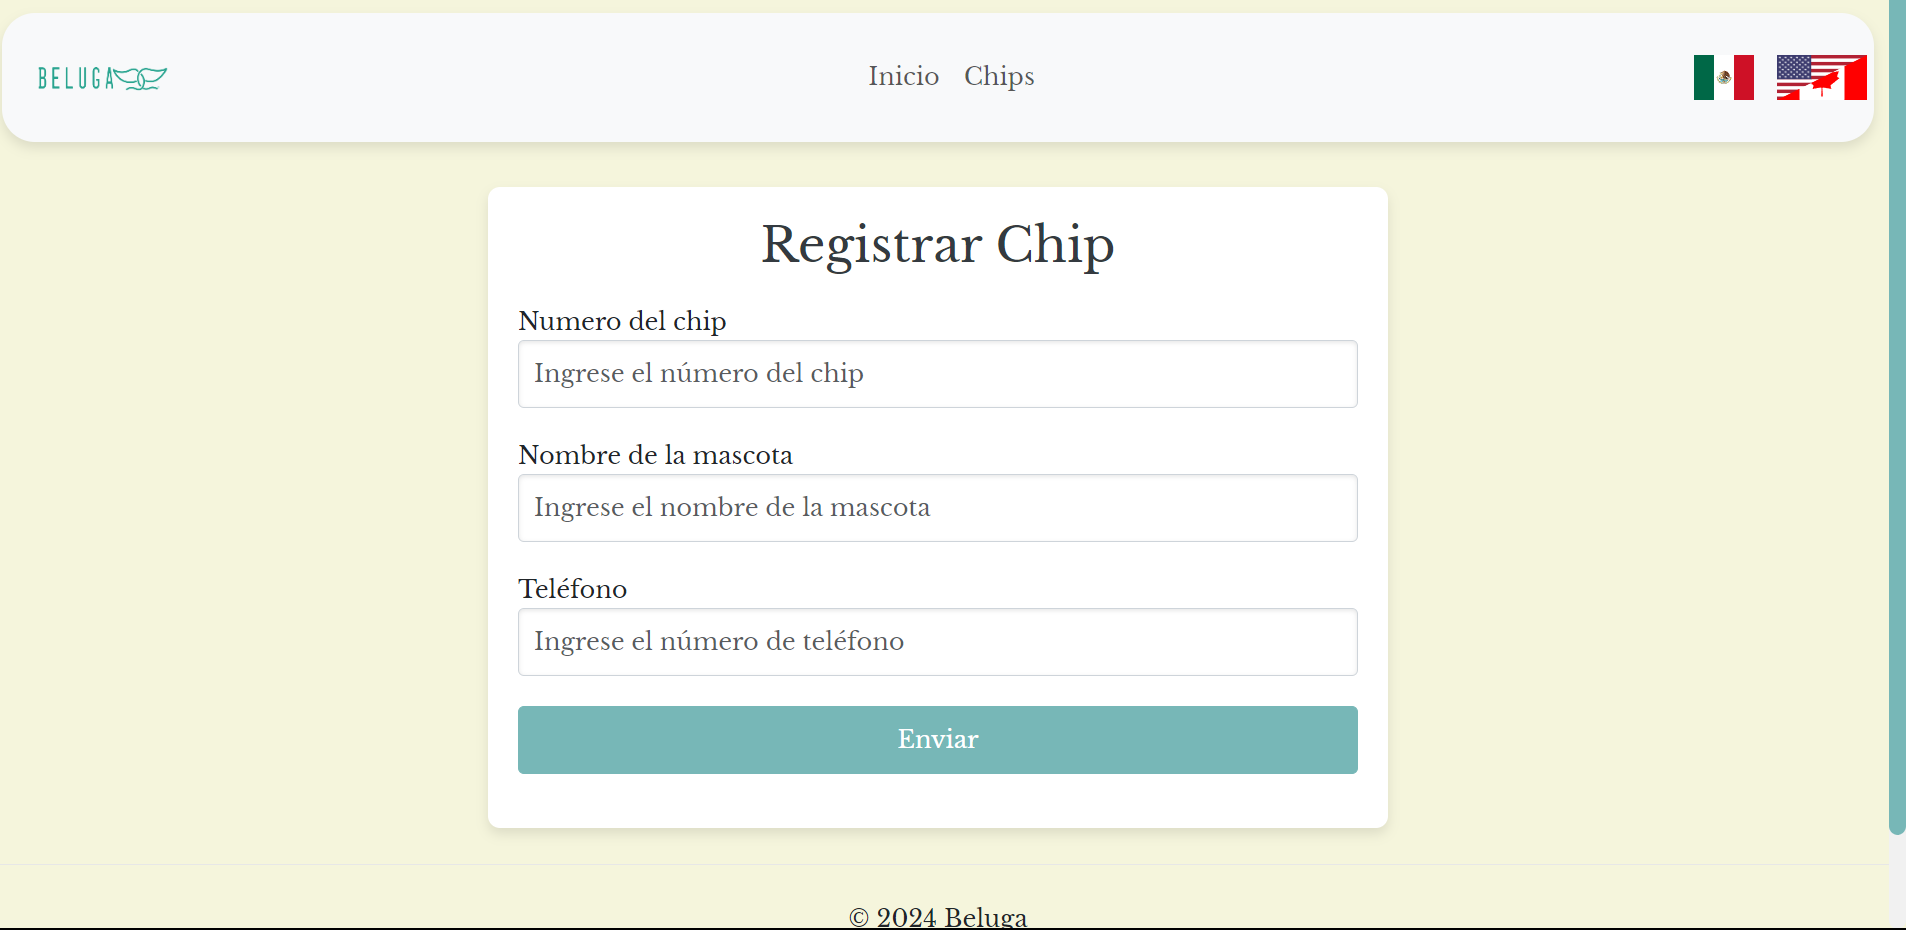 BELUGA
Inicio Chips
Registrar Chip
Numero del chip
Ingrese el número del chip
Nombre de la mascota
Ingrese el nombre de la mascota
Teléfono
Ingrese el número de teléfono
Enviar
© 2024 Beluga